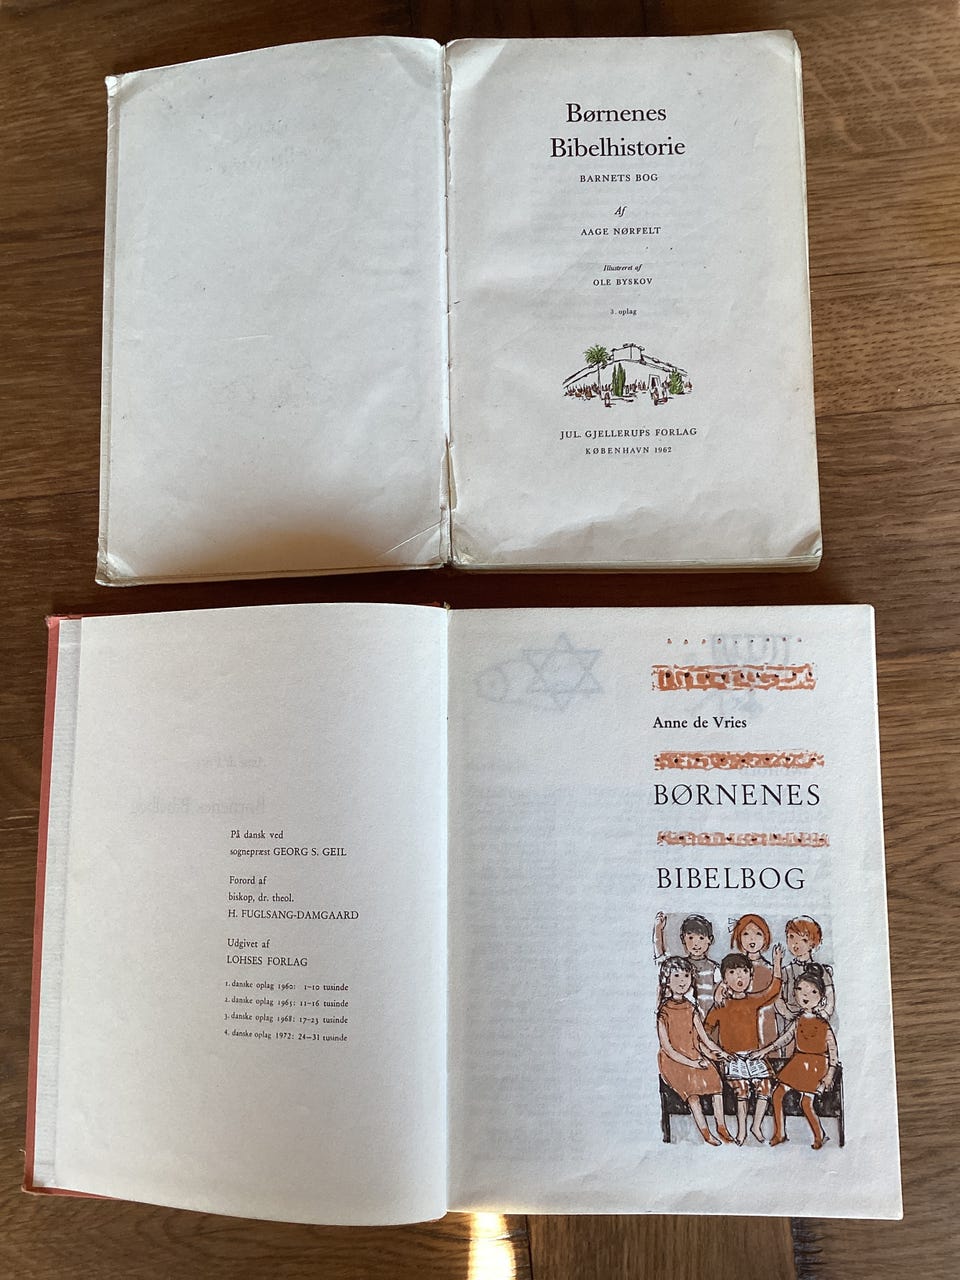 Børnenes
Bibelhistorie
BARNETS BOG
Af
AAGE NØRFELT
Illustreret af
OLE BYSKOV
3. oplag
JUL. GJELLERUPS FORLAG
KØBENHAVN 1962
På dansk ved
sognepræst GEORG S. GEIL
Forord af
biskop, dr. theol.
H. FUGLSANG-DAMGAARD
Udgivet af
LOHSES FORLAG
1. danske oplag 1960: 1–10 tusinde
2. danske oplag 1965: 11–16 tusinde
3. danske oplag 1968: 17–23 tusinde
4. danske oplag 1972: 24–31 tusinde
Anne de Vries
BØRNENES
BIBELBOG